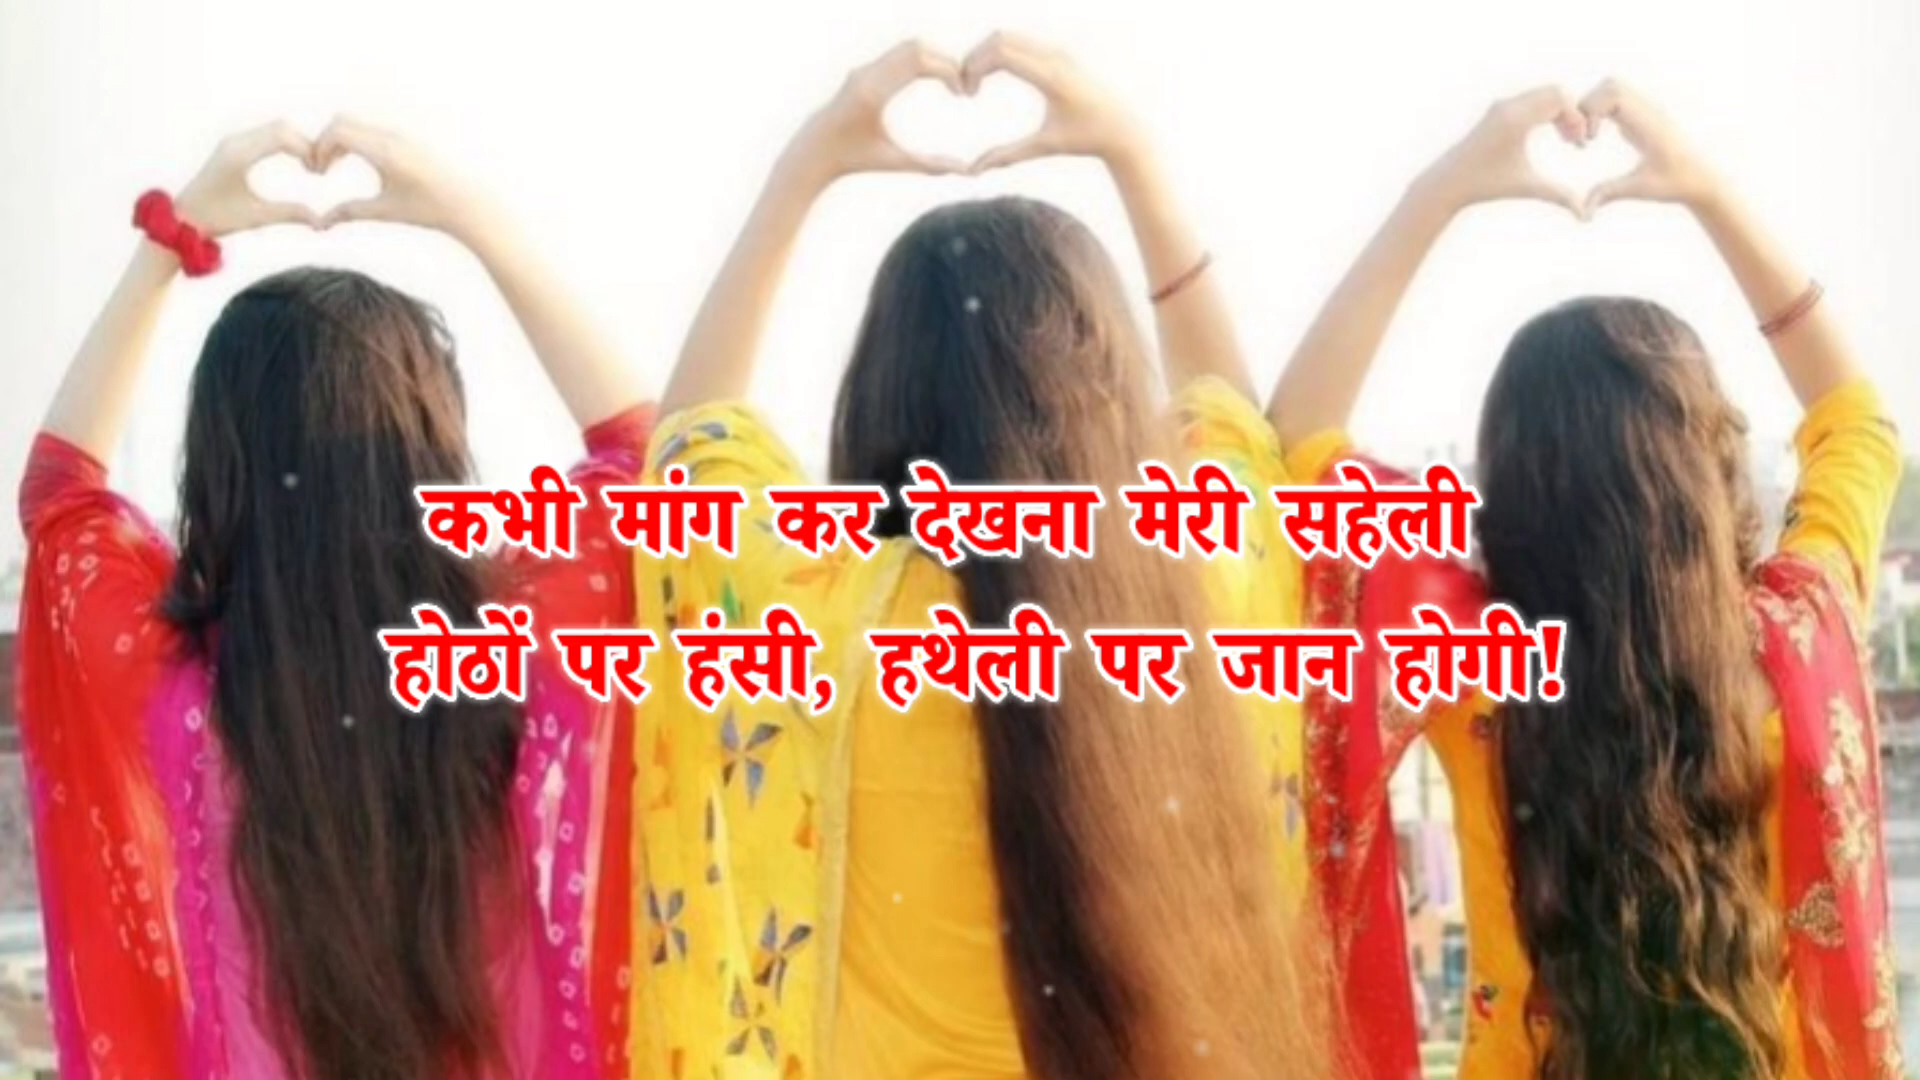 कभी मांग कर देखना मेरी सहेली
होठों पर हंसी, हथेली पर जान होगी!